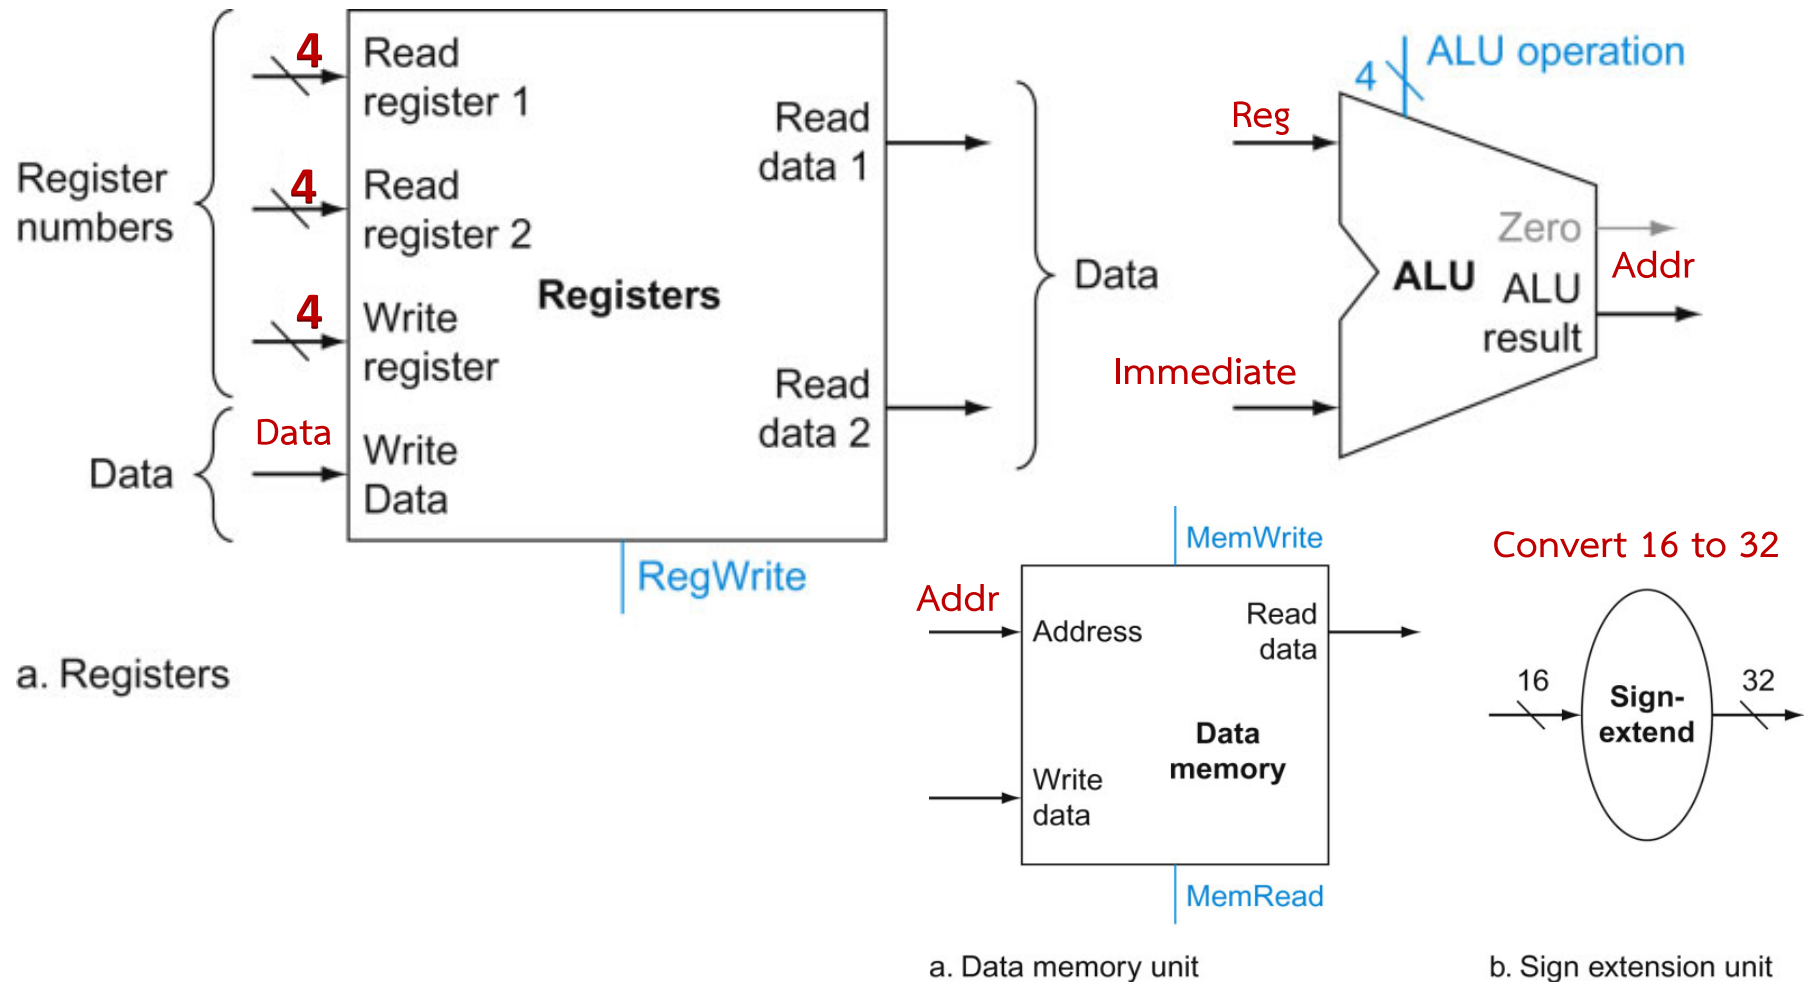 Register
numbers
Data
4
Read
register 1
4
Read
register 2
4
Write
register
Data
Write
Data
Registers
Read
data 1
Read
data 2
RegWrite
Data
a. Registers
4
ALU operation
Reg
Immediate
Zero
ALU
ALU
result
Addr
MemWrite
Addr
Address
Read
data
Data
memory
Write
data
MemRead
a. Data memory unit
Convert 16 to 32
16
Sign-
extend
32
b. Sign extension unit